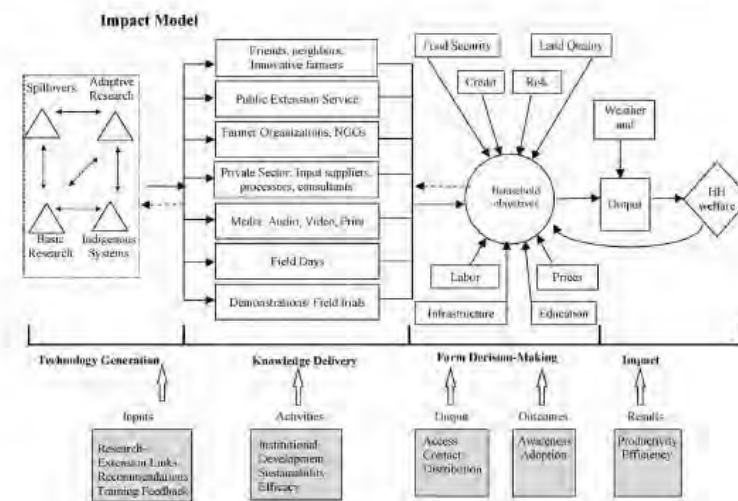 Impact Model
Spillovers
Adaptive
Research
Basic
Research
Indigenous
Systems
Friends, neighbors,
Innovative farmers
Public Extension Service
Farmer Organizations, NGOs
Private Sector: Input suppliers,
processors, consultants
Media: Audio, Video, Print
Field Days
Demonstrations/ Field trials
Food Security
Land Quality
Credit
Risk
Household
objectives
Labor
Prices
Infrastructure
Education
Weather
and
Output
HH
welfare
Technology Generation
Knowledge Delivery
Farm Decision-Making
Impact
Inputs
Activities
Output
Outcomes
Results
Research-
Extension Links
Recommendations
Training Feedback
Institutional
Development
Sustainability
Efficacy
Access
Contact
Distribution
Awareness
Adoption
Productivity
Efficiency